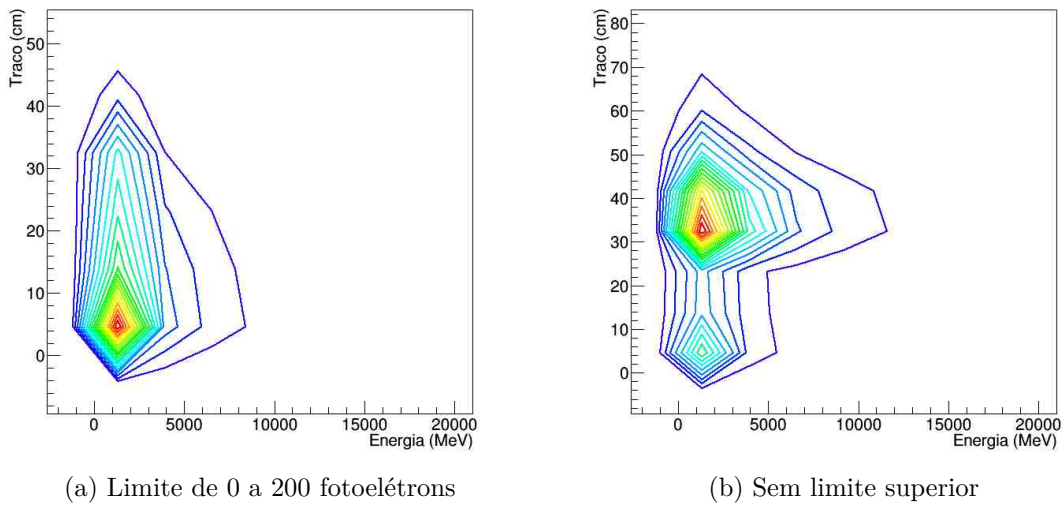 Traco (cm)
50
40
30
20
10
0
0 5000 10000 15000 20000
Energia (MeV)
(a) Limite de 0 a 200 fotoelétrons
Traco (cm)
80
70
60
50
40
30
20
10
0
0 5000 10000 15000 20000
Energia (MeV)
(b) Sem limite superior